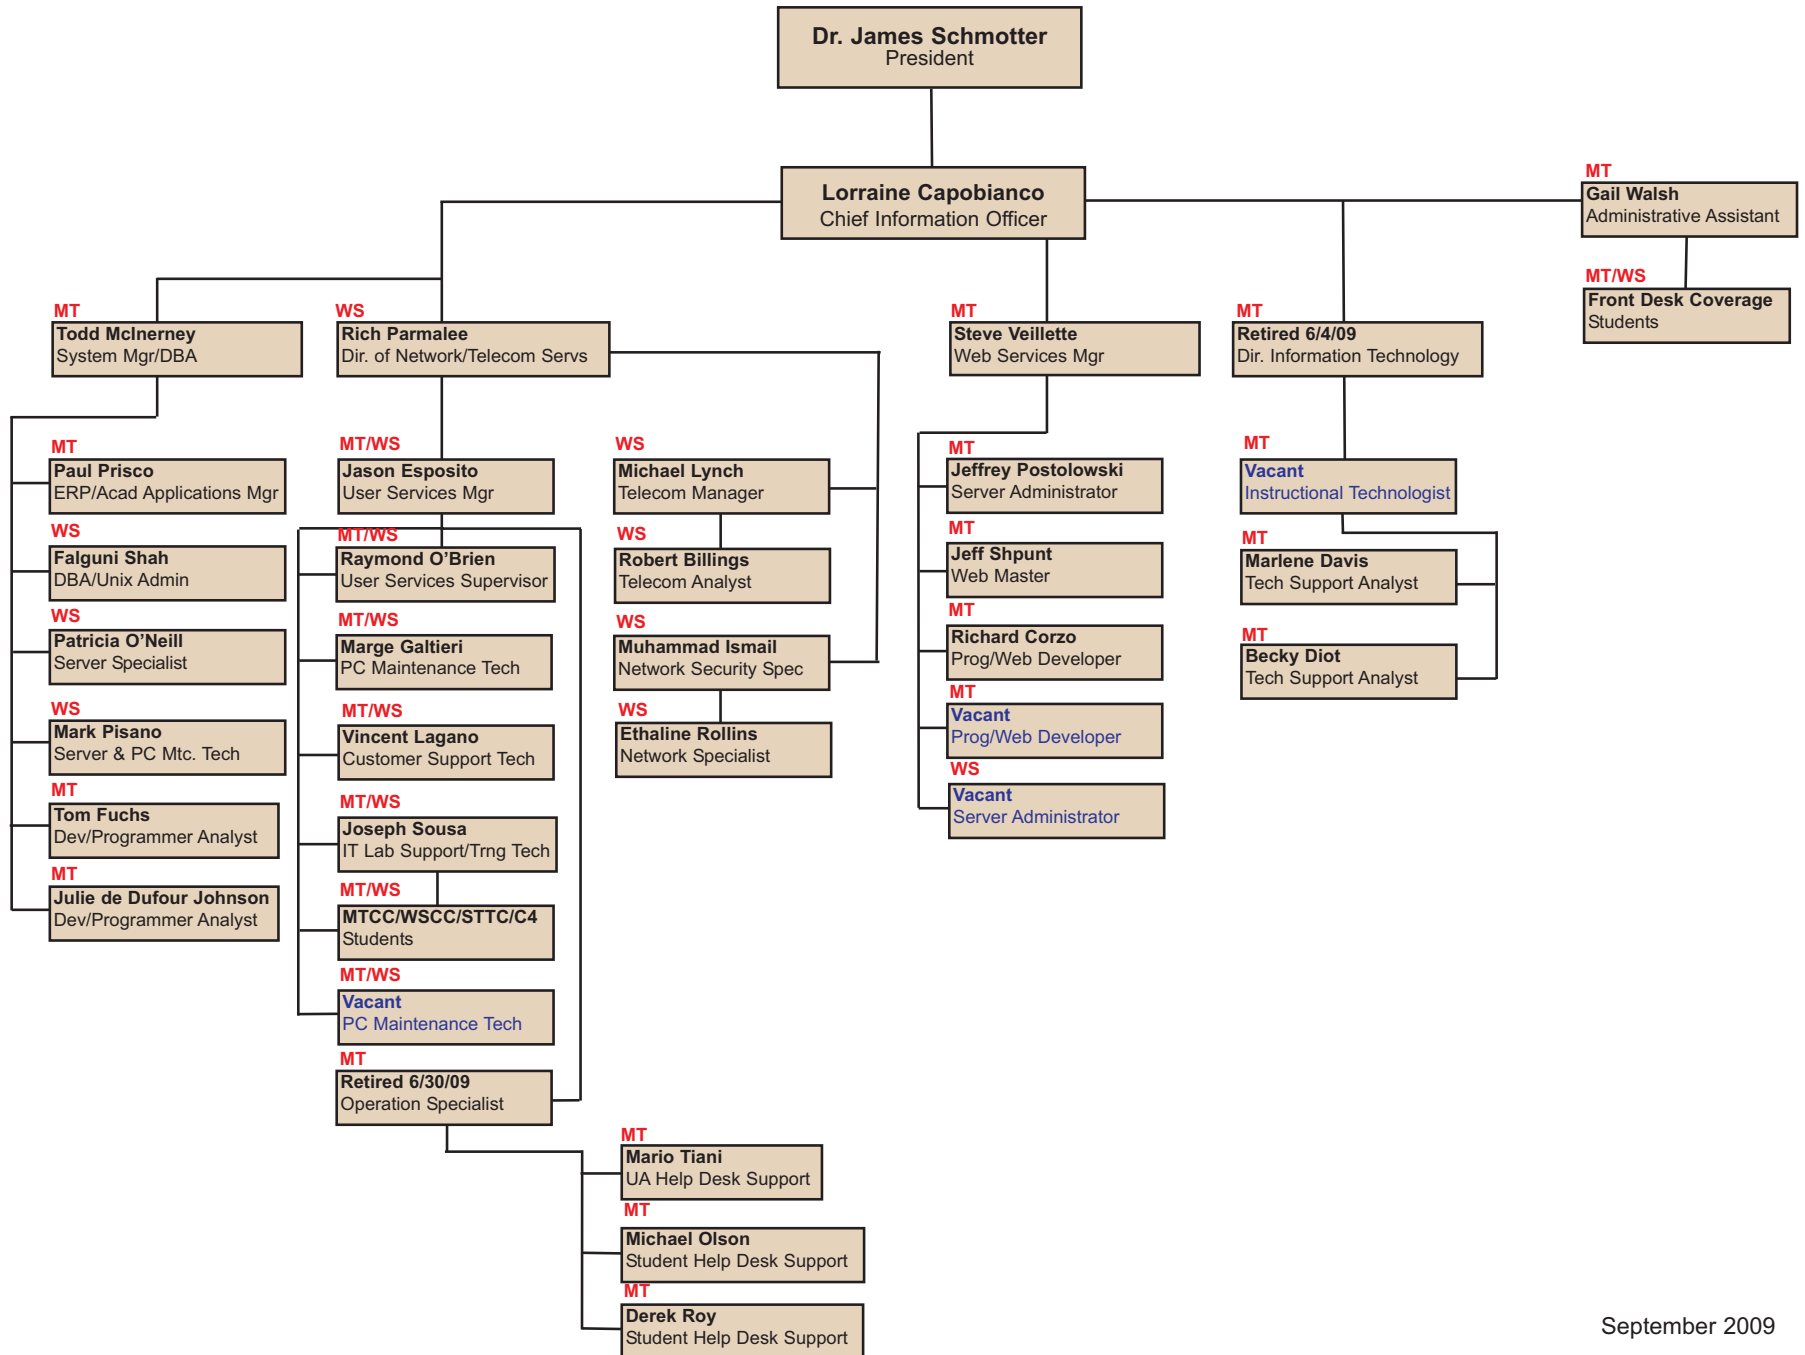 Dr. James Schmotter
President
Lorraine Capobianco
Chief Information Officer
MT
Gail Walsh
Administrative Assistant
MT/WS
Front Desk Coverage
Students
MT
Todd McInerney
System Mgr/DBA
WS
Rich Parmalee
Dir. of Network/Telecom Servs
MT
Steve Veillette
Web Services Mgr
MT
Retired 6/4/09
Dir. Information Technology
MT
Paul Prisco
ERP/Acad Applications Mgr
WS
Falguni Shah
DBA/Unix Admin
WS
Patricia O’Neill
Server Specialist
WS
Mark Pisano
Server & PC Mtc. Tech
MT
Tom Fuchs
Dev/Programmer Analyst
MT
Julie de Dufour Johnson
Dev/Programmer Analyst
MT/WS
Jason Esposito
User Services Mgr
MT/WS
Raymond O’Brien
User Services Supervisor
MT/WS
Marge Galtieri
PC Maintenance Tech
MT/WS
Vincent Lagano
Customer Support Tech
MT/WS
Joseph Sousa
IT Lab Support/Trng Tech
MT/WS
MTCC/WSCC/STTC/C4
Students
MT/WS
Vacant
PC Maintenance Tech
MT
Retired 6/30/09
Operation Specialist
MT
Mario Tiani
UA Help Desk Support
MT
Michael Olson
Student Help Desk Support
MT
Derek Roy
Student Help Desk Support
WS
Michael Lynch
Telecom Manager
WS
Robert Billings
Telecom Analyst
WS
Muhammad Ismail
Network Security Spec
WS
Ethaline Rollins
Network Specialist
MT
Jeffrey Postolowski
Server Administrator
MT
Jeff Shpunt
Web Master
MT
Richard Corzo
Prog/Web Developer
MT
Vacant
Prog/Web Developer
WS
Vacant
Server Administrator
MT
Vacant
Instructional Technologist
MT
Marlene Davis
Tech Support Analyst
MT
Becky Diot
Tech Support Analyst
September 2009